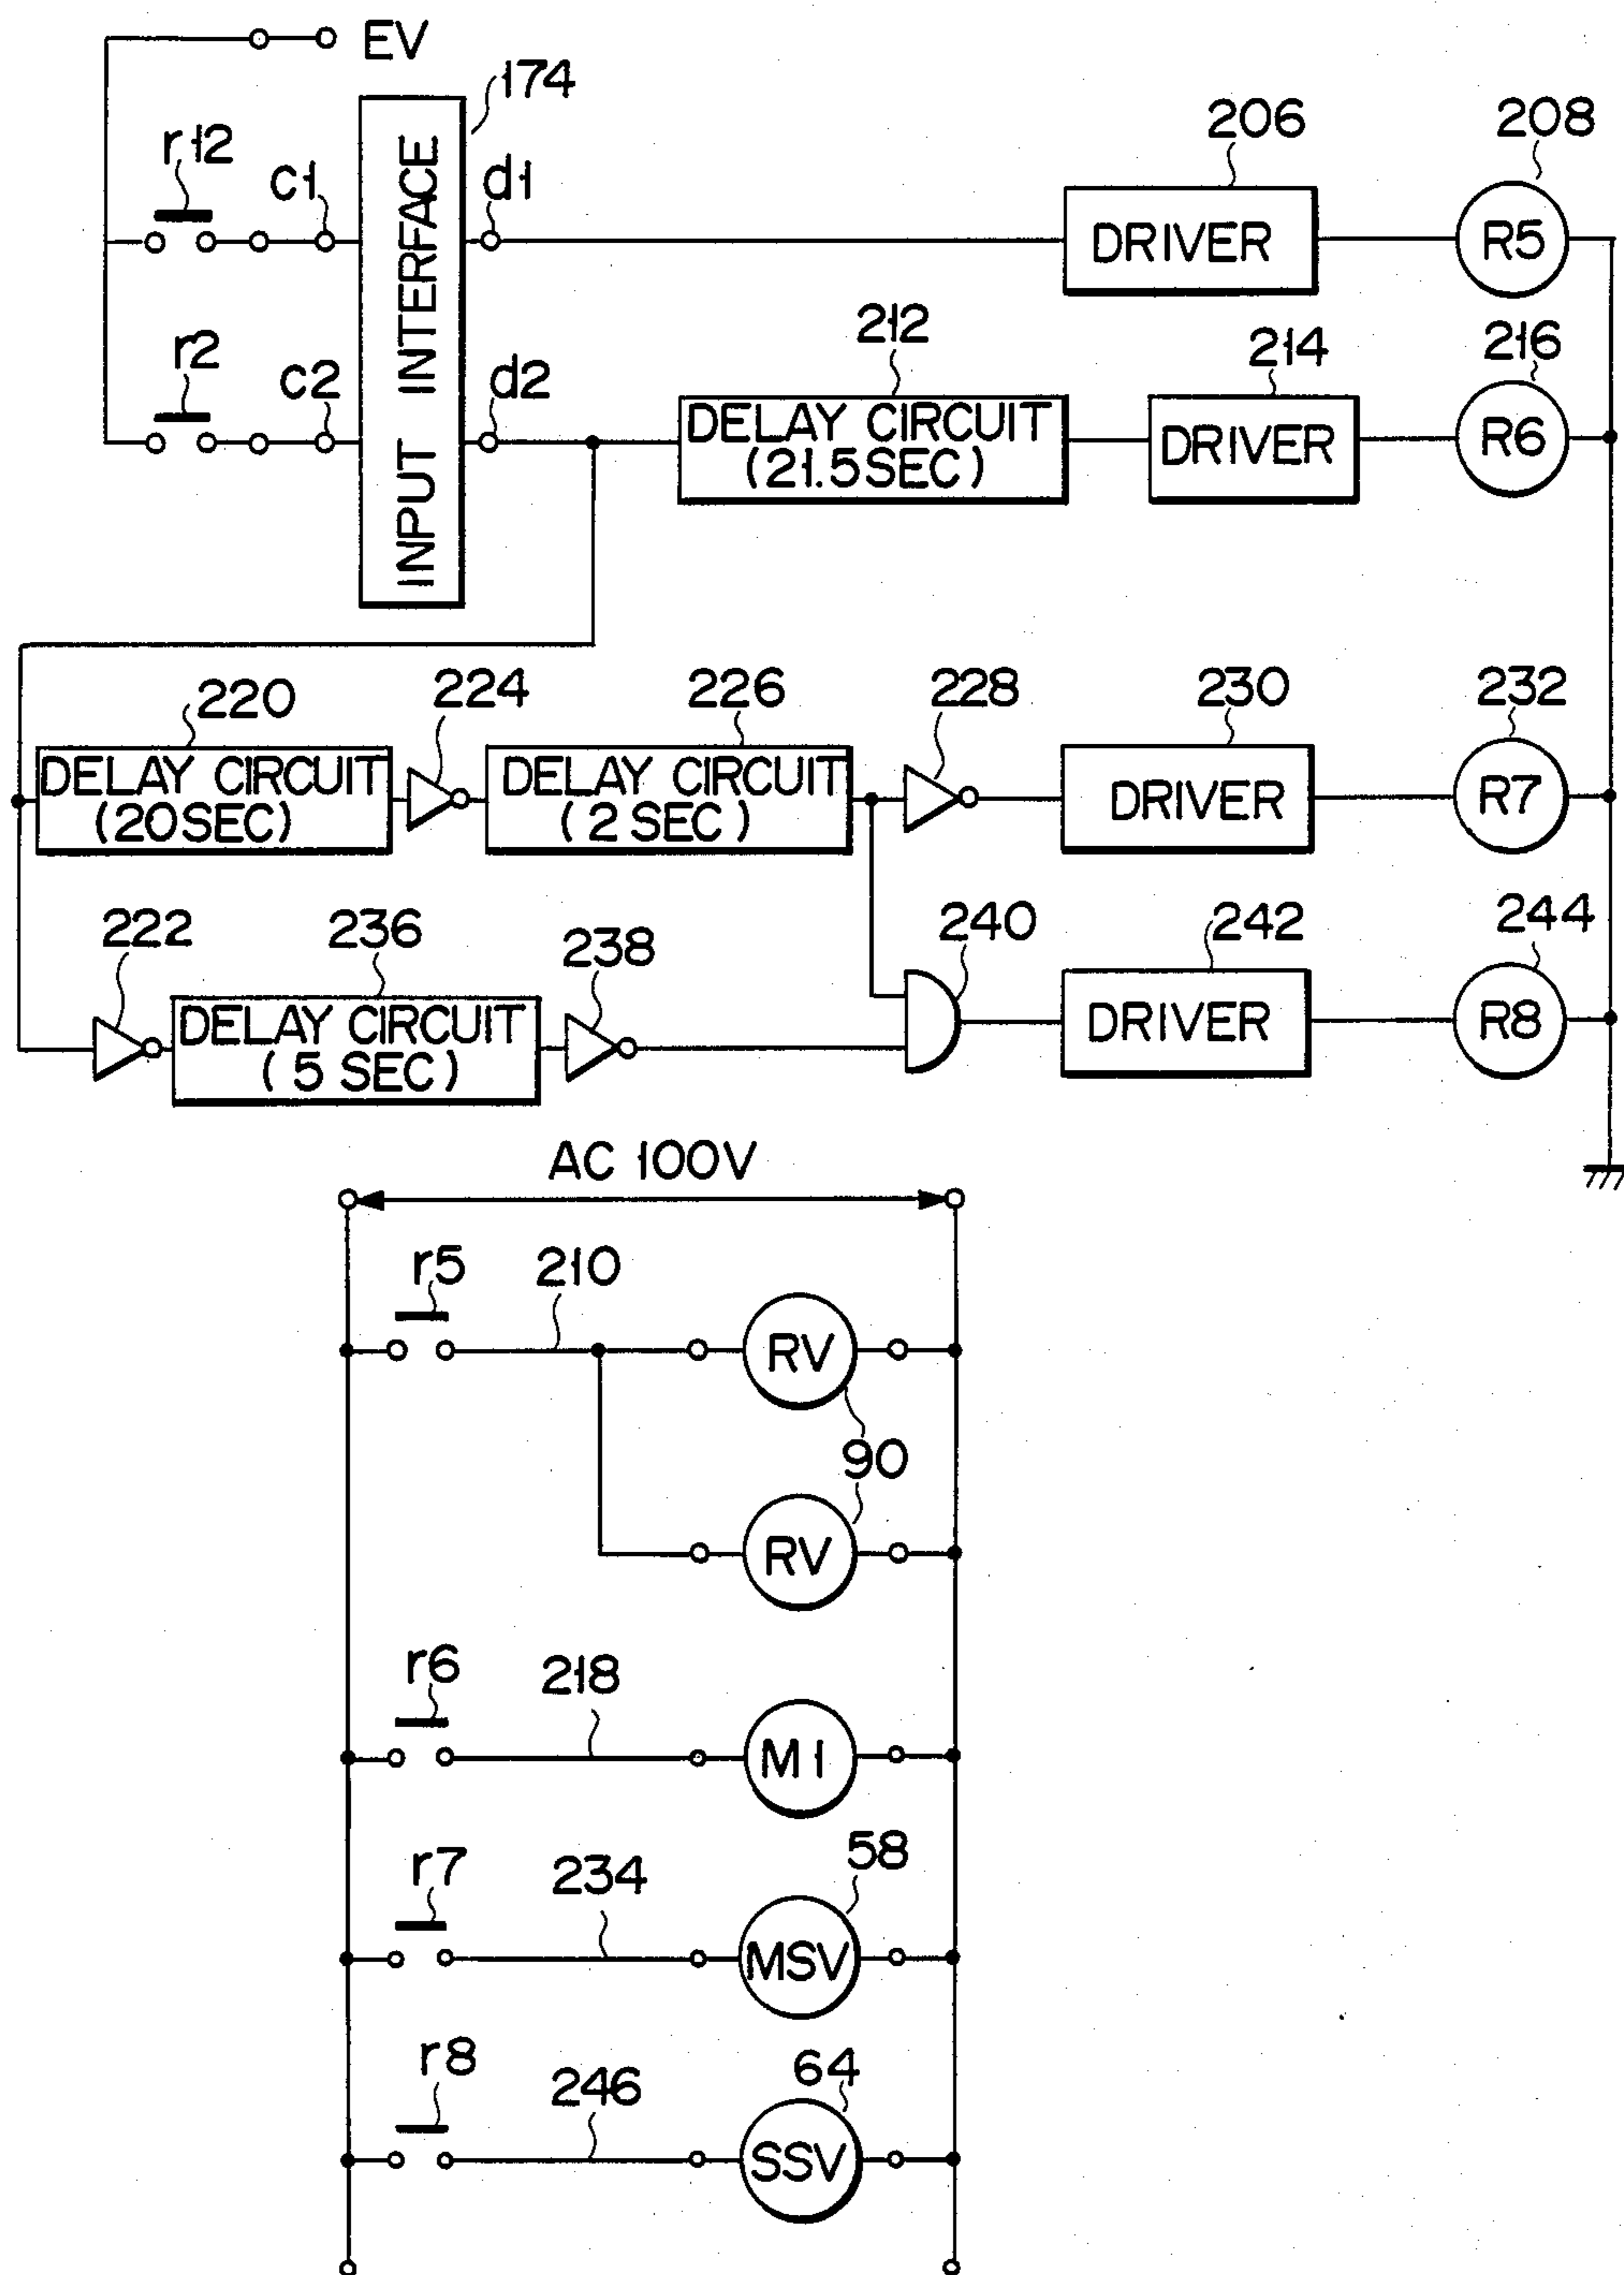 EV
174
r12
c1
d1
206
208
DRIVER
R5
INPUT INTERFACE
r2
c2
d2
212
214
216
DELAY CIRCUIT
(21.5SEC)
DRIVER
R6
220
224
226
228
230
232
DELAY CIRCUIT
(20SEC)
DELAY CIRCUIT
(2 SEC)
DRIVER
R7
222
236
238
240
242
244
DELAY CIRCUIT
(5 SEC)
DRIVER
R8
AC 100V
r5
210
RV
90
RV
r6
218
M1
r7
234
58
MSV
r8
246
64
SSV